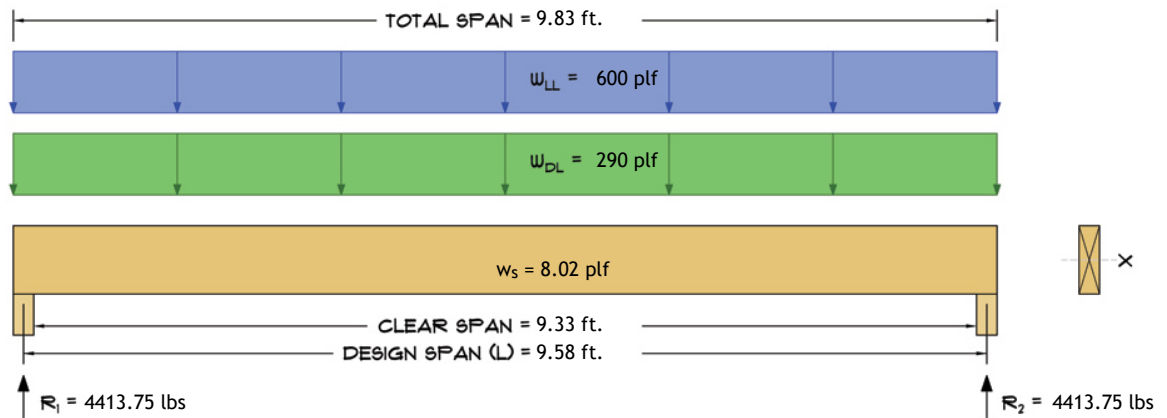 TOTAL SPAN = 9.83 ft.
wLL = 600 plf
wDL = 290 plf
ws = 8.02 plf
X
CLEAR SPAN = 9.33 ft.
DESIGN SPAN (L) = 9.58 ft.
R1 = 4413.75 lbs
R2 = 4413.75 lbs